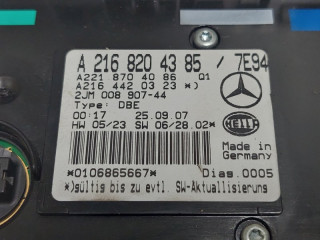 A 216 820 43 85 / 7E94
A221 870 40 86 Q1
A216 442 03 23 *)
2JM 008 907-44
Type: DBE
00:17 25.09.07
HW 05/23 SW 06/28.02*
HELLA
Made in
Germany
*0106865667* Diag.0005
*)gültig bis zu evtl. SW-Aktuallisierung